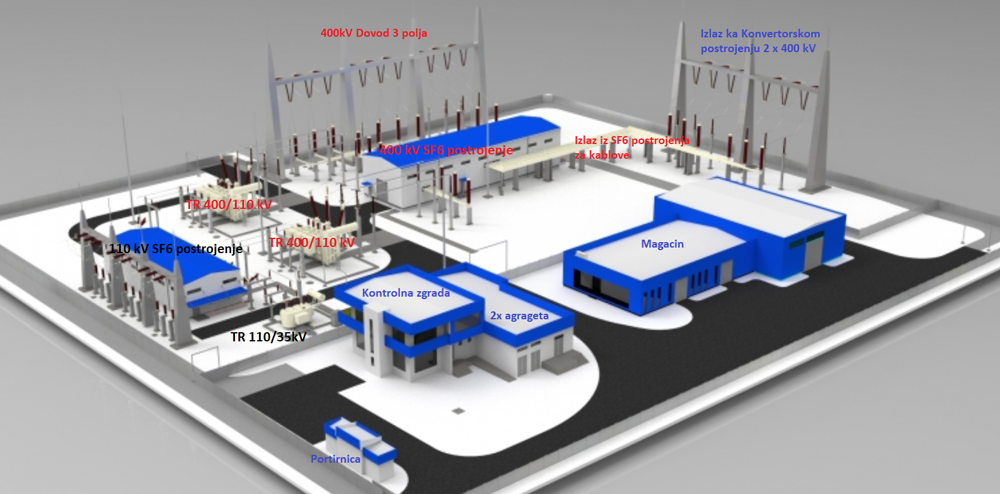 400kV Dovod 3 polja
Izlaz ka Konvertorskom
postrojenju 2 x 400 kV
400 kV SF6 postrojenje
Izlaz iz SF6 postrojenja
za kablove
TR 400/110 kV
TR 400/110 kV
110 kV SF6 postrojenje
Magacin
Kontrolna zgrada
2x agrageta
TR 110/35kV
Portirnica